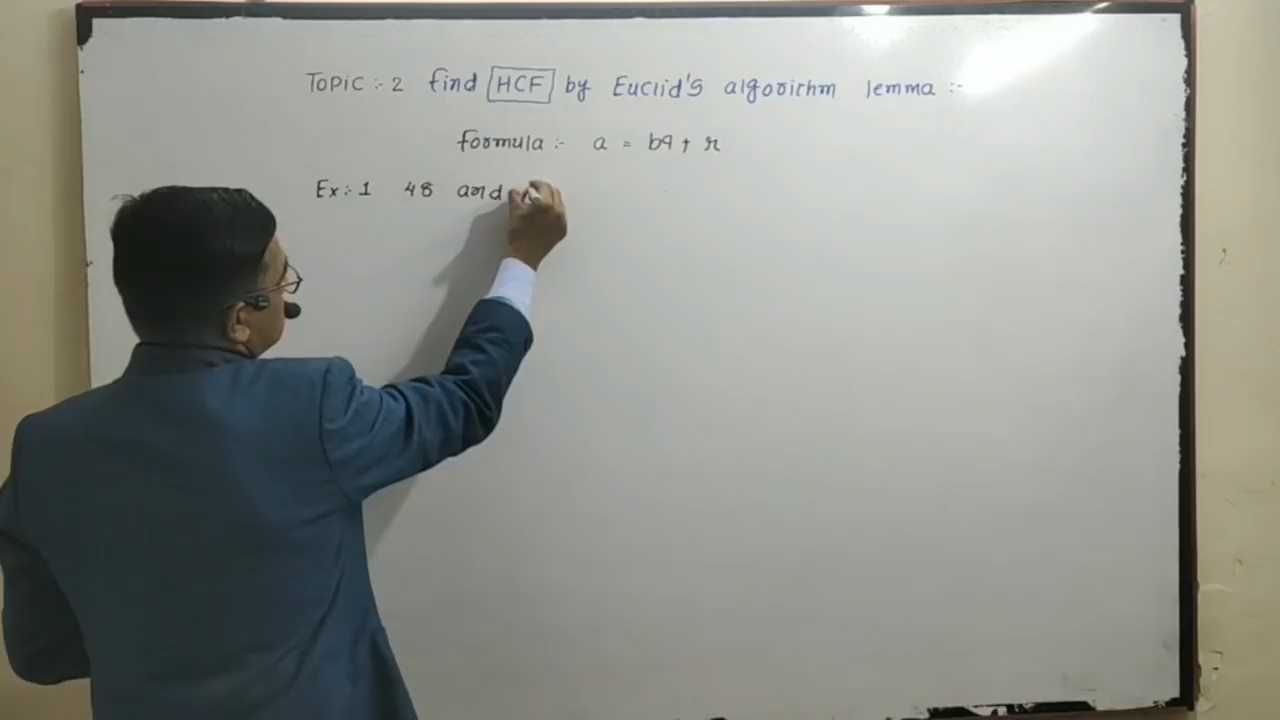 TOPIC :- 2 find HCF by Euclid's algorithm lemma :-
formula :- a = bq + r
Ex :- 1 48 and